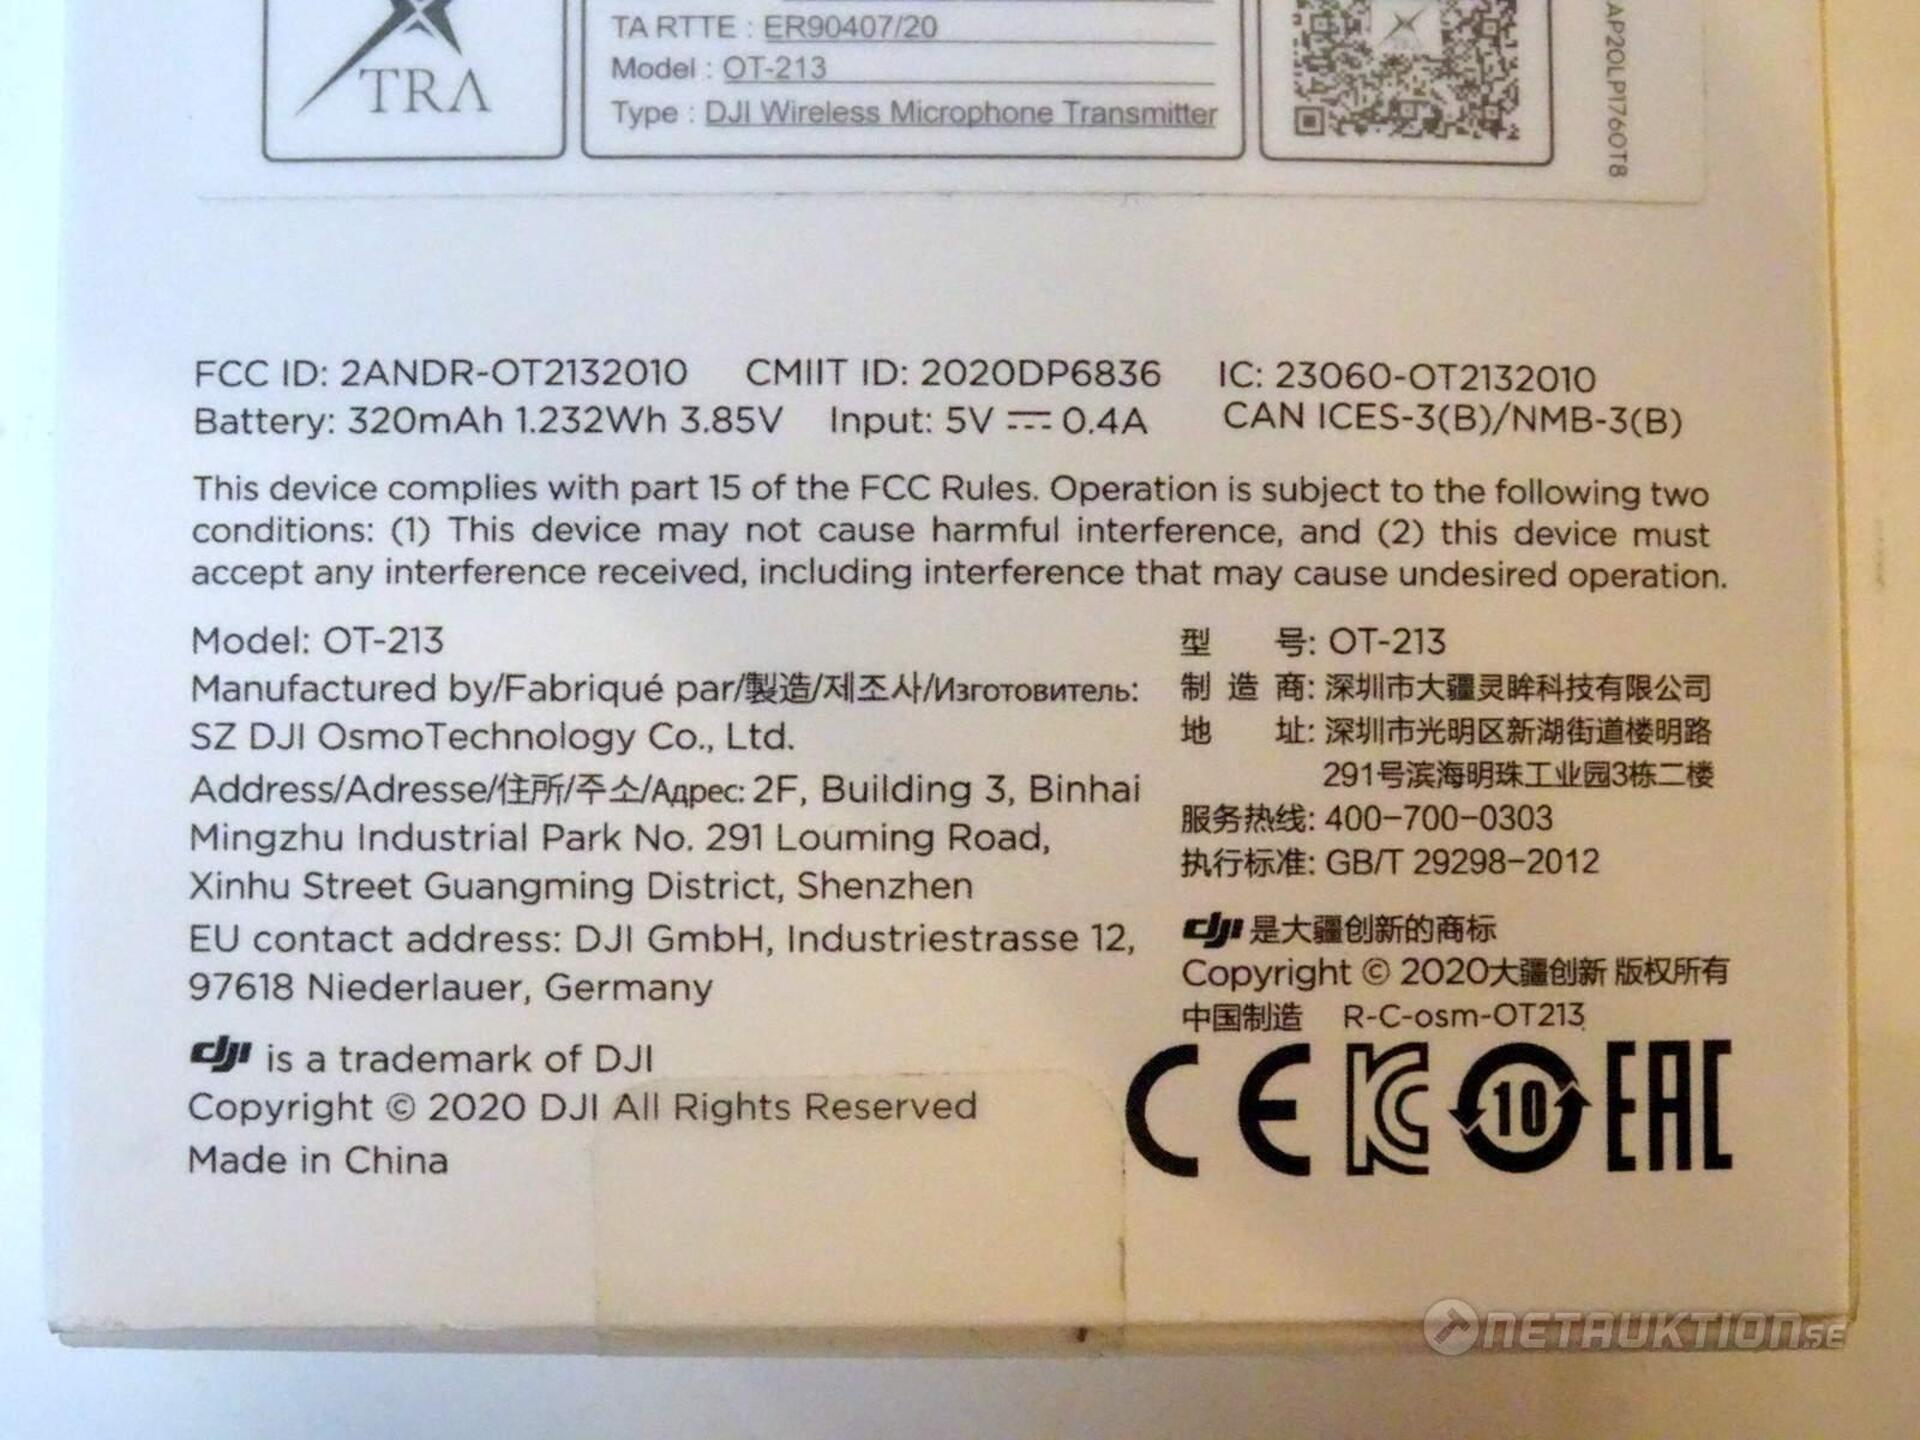 TRA
TA RTTE : ER90407/20
Model : OT-213
Type : DJI Wireless Microphone Transmitter
AP20LP1760T8
FCC ID: 2ANDR-OT2132010 CMIIT ID: 2020DP6836 IC: 23060-OT2132010
Battery: 320mAh 1.232Wh 3.85V Input: 5V ⎓ 0.4A CAN ICES-3(B)/NMB-3(B)
This device complies with part 15 of the FCC Rules. Operation is subject to the following two
conditions: (1) This device may not cause harmful interference, and (2) this device must
accept any interference received, including interference that may cause undesired operation.
Model: OT-213
Manufactured by/Fabriqué par/製造/제조사/Изготовитель:
SZ DJI OsmoTechnology Co., Ltd.
Address/Adresse/住所/주소/Адрес: 2F, Building 3, Binhai
Mingzhu Industrial Park No. 291 Louming Road,
Xinhu Street Guangming District, Shenzhen
EU contact address: DJI GmbH, Industriestrasse 12,
97618 Niederlauer, Germany
dji is a trademark of DJI
Copyright © 2020 DJI All Rights Reserved
Made in China
型 号: OT-213
制 造 商: 深圳市大疆灵眸科技有限公司
地 址: 深圳市光明区新湖街道楼明路
291号滨海明珠工业园3栋二楼
服务热线: 400-700-0303
执行标准: GB/T 29298-2012
dji 是大疆创新的商标
Copyright © 2020大疆创新 版权所有
中国制造 R-C-osm-OT213
CE KC 10 EAC
NETAUKTION.SE